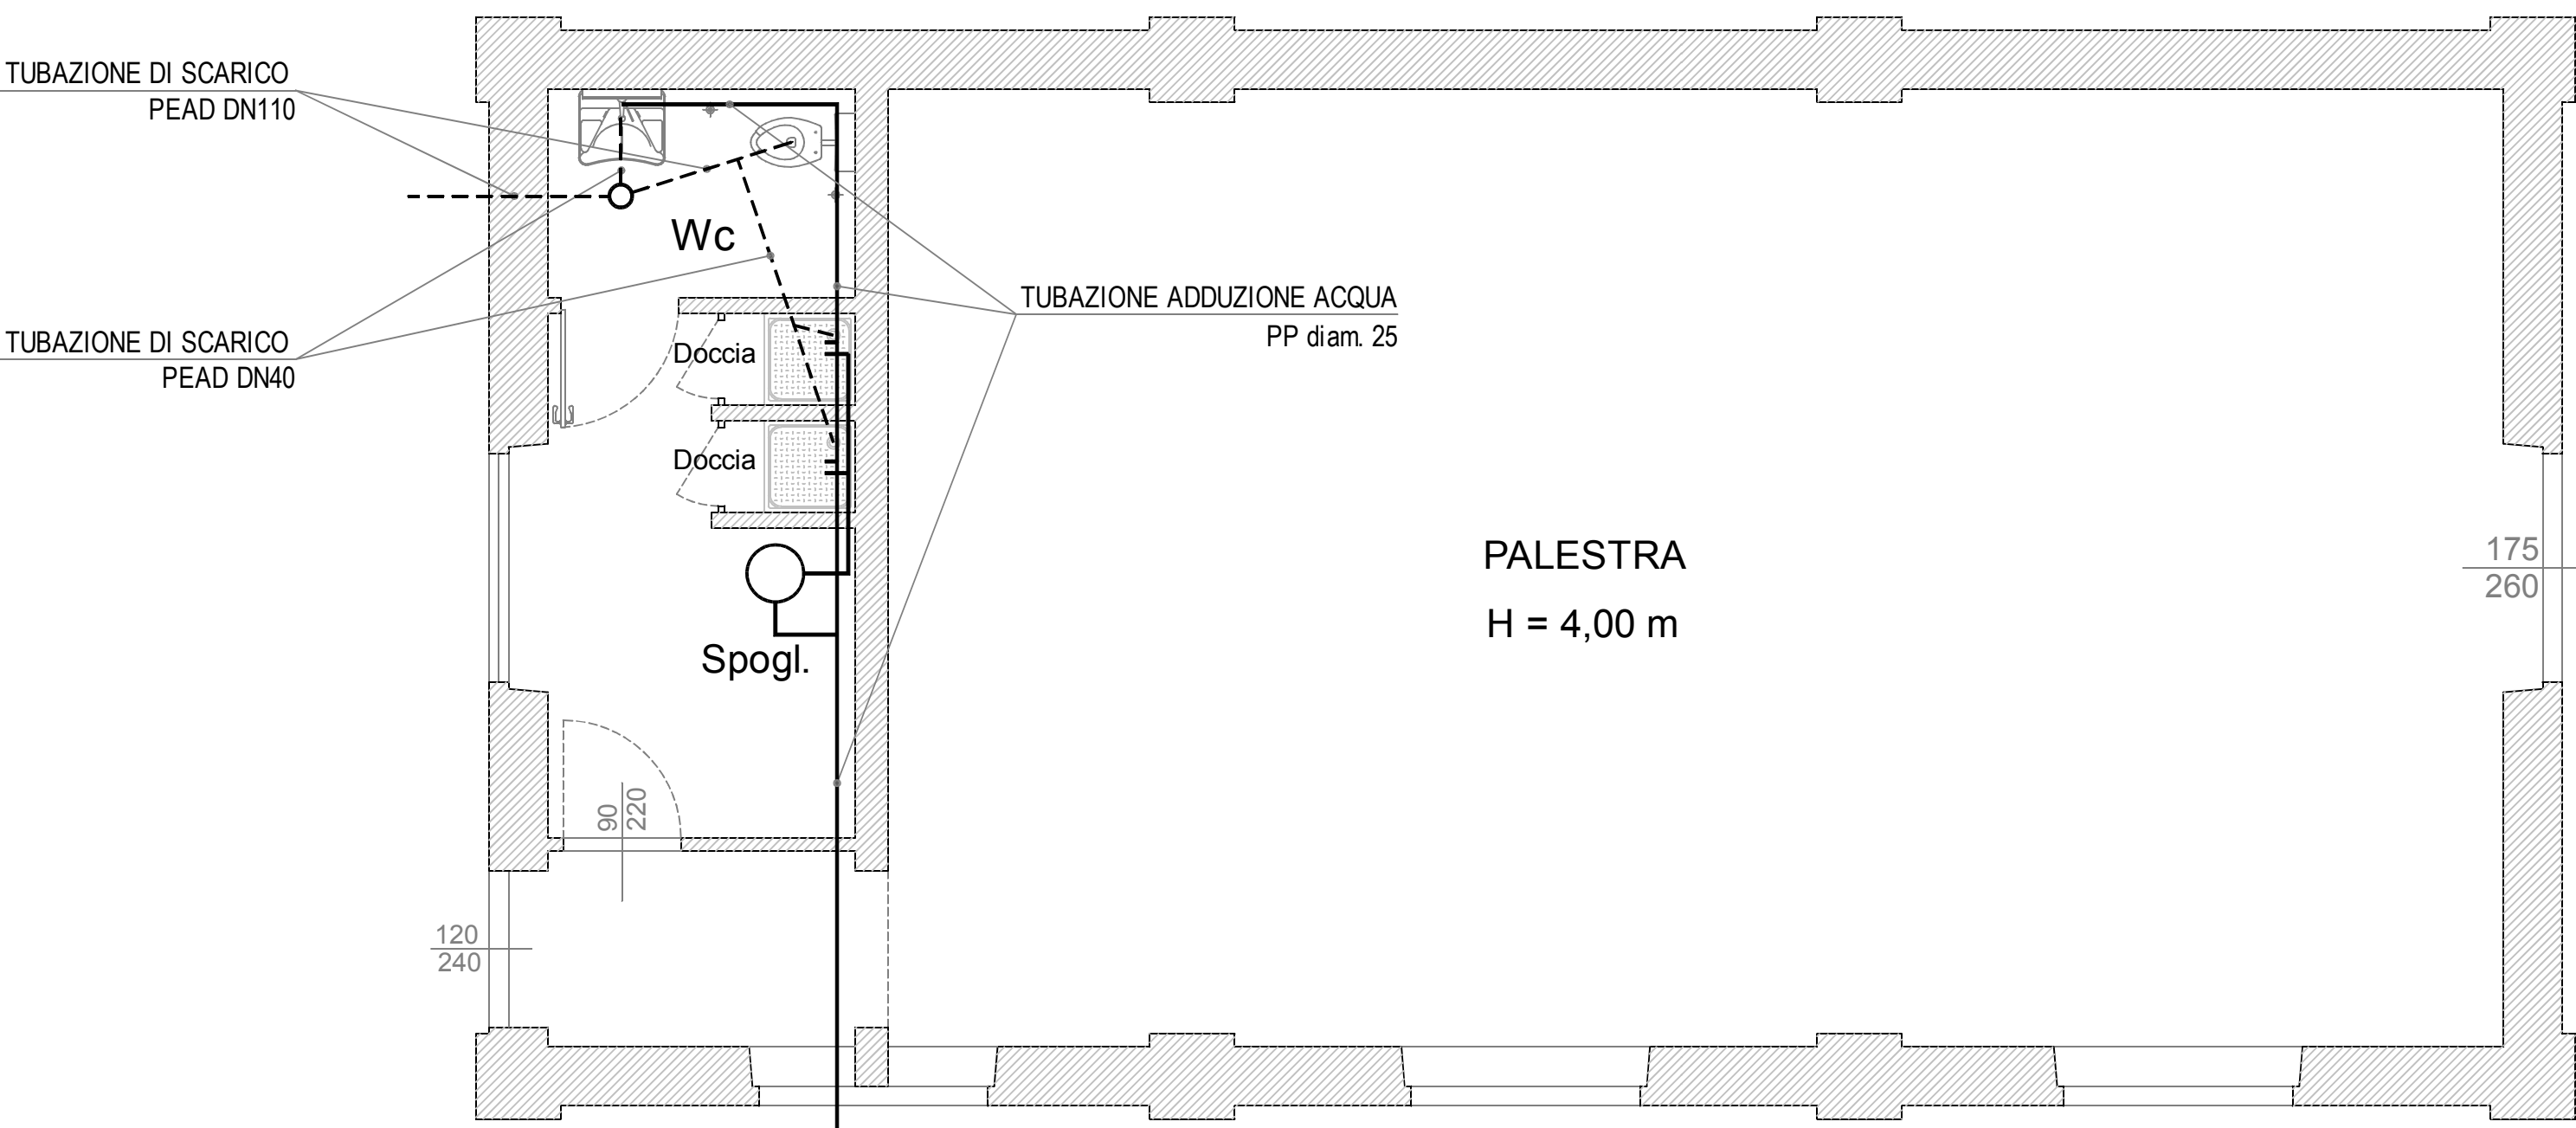 TUBAZIONE DI SCARICO
PEAD DN110
Wc
TUBAZIONE ADDUZIONE ACQUA
PP diam. 25
TUBAZIONE DI SCARICO
PEAD DN40
Doccia
Doccia
PALESTRA
H = 4,00 m
175
260
Spogl.
90
220
120
240